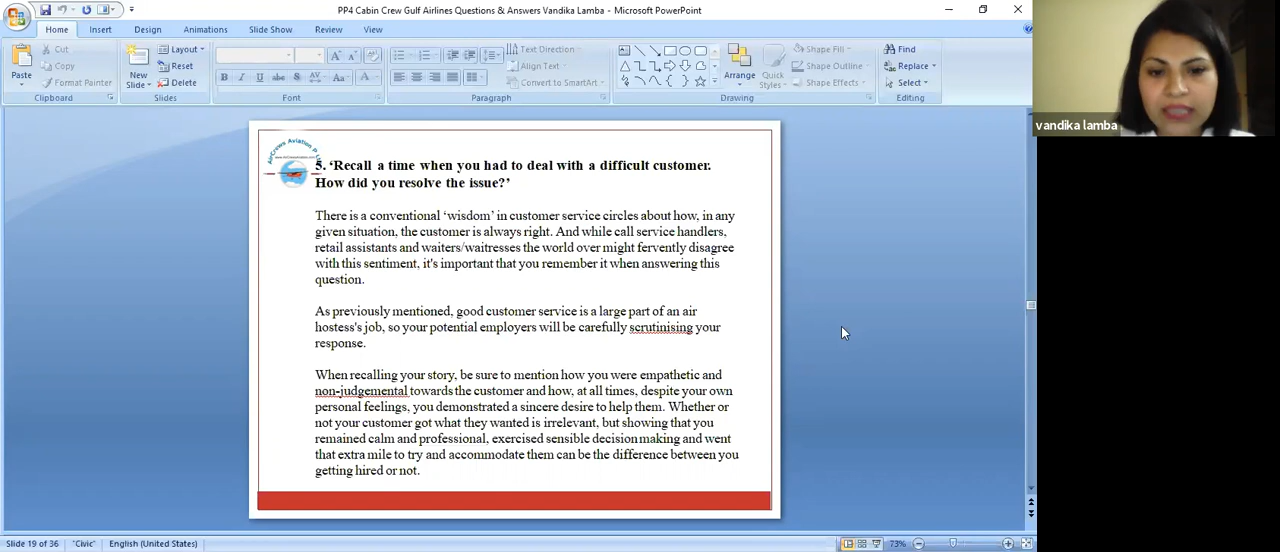 PP4 Cabin Crew Gulf Airlines Questions & Answers Vandika Lamba - Microsoft PowerPoint
Home Insert Design Animations Slide Show Review View
Cut
Copy
Format Painter
Paste
Clipboard
New
Slide
Layout
Reset
Delete
Slides
B I U abc S AV Aa A
Font
Text Direction
Align Text
Convert to SmartArt
Paragraph
Arrange
Quick
Styles
Shape Fill
Shape Outline
Shape Effects
Drawing
Find
Replace
Select
Editing
vandika lamba
AirCrews Aviation P
5. ‘Recall a time when you had to deal with a difficult customer.
How did you resolve the issue?’
There is a conventional ‘wisdom’ in customer service circles about how, in any
given situation, the customer is always right. And while call service handlers,
retail assistants and waiters/waitresses the world over might fervently disagree
with this sentiment, it's important that you remember it when answering this
question.
As previously mentioned, good customer service is a large part of an air
hostess's job, so your potential employers will be carefully scrutinising your
response.
When recalling your story, be sure to mention how you were empathetic and
non-judgemental towards the customer and how, at all times, despite your own
personal feelings, you demonstrated a sincere desire to help them. Whether or
not your customer got what they wanted is irrelevant, but showing that you
remained calm and professional, exercised sensible decision making and went
that extra mile to try and accommodate them can be the difference between you
getting hired or not.
Slide 19 of 36 "Civic" English (United States) 73%